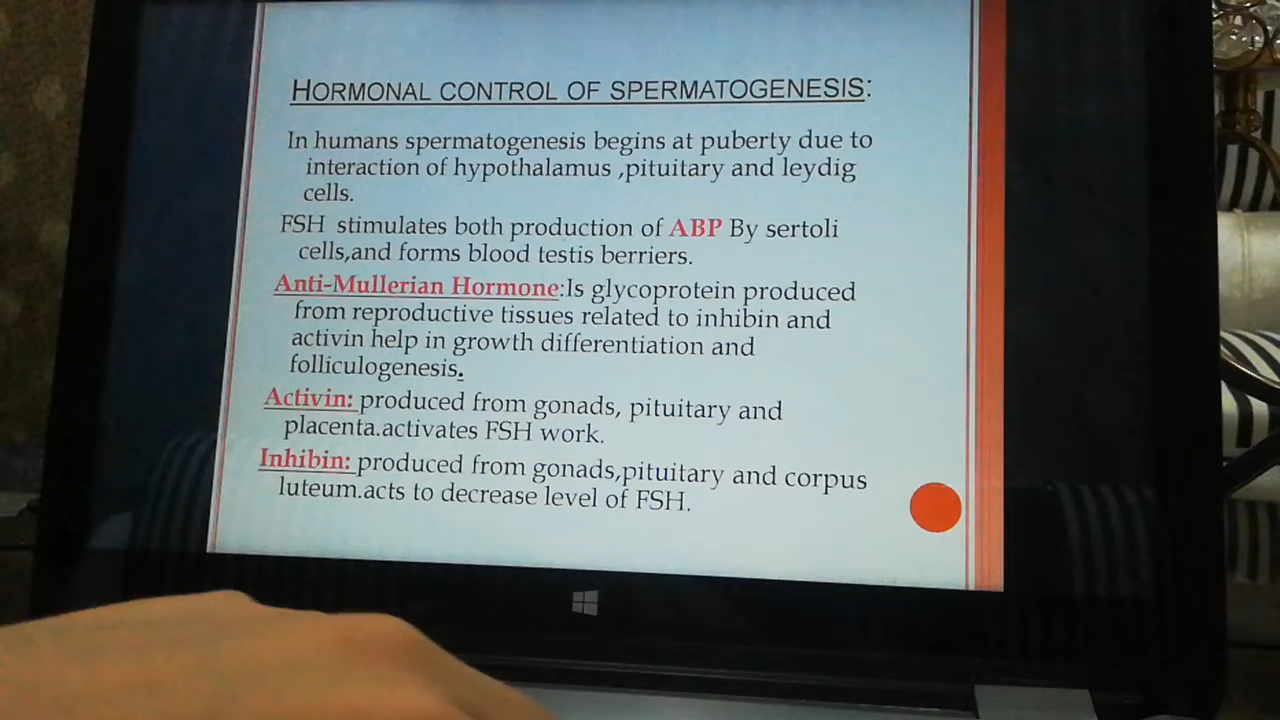 HORMONAL CONTROL OF SPERMATOGENESIS:
In humans spermatogenesis begins at puberty due to
interaction of hypothalamus ,pituitary and leydig
cells.
FSH stimulates both production of ABP By sertoli
cells,and forms blood testis berriers.
Anti-Mullerian Hormone:Is glycoprotein produced
from reproductive tissues related to inhibin and
activin help in growth differentiation and
folliculogenesis.
Activin: produced from gonads, pituitary and
placenta.activates FSH work.
Inhibin: produced from gonads,pituitary and corpus
luteum.acts to decrease level of FSH.